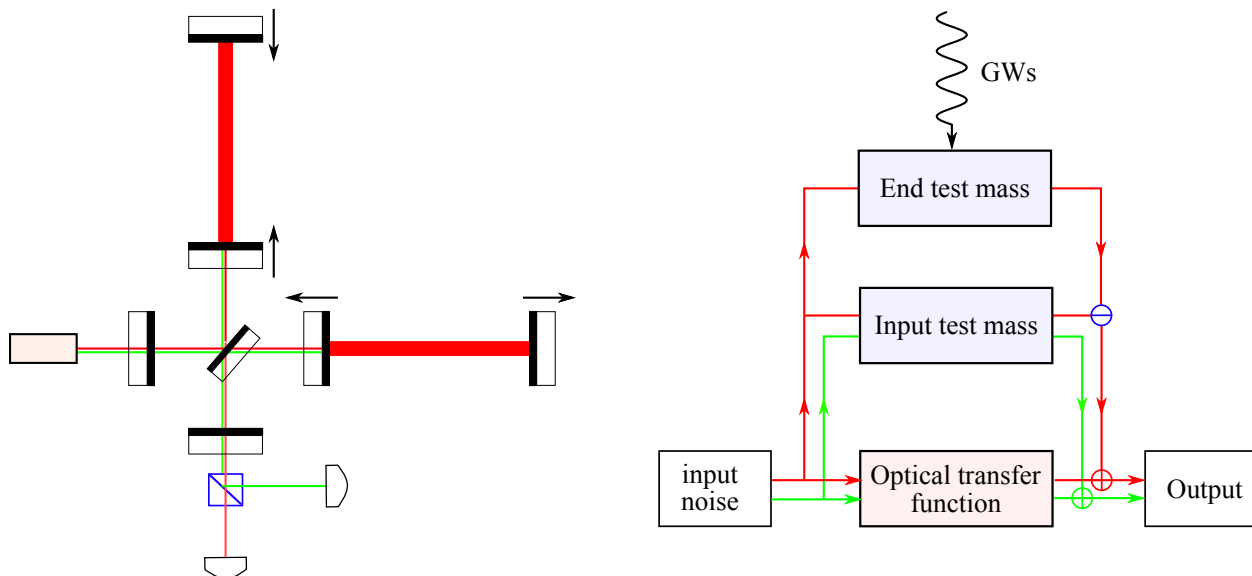 GWs
End test mass
Input test mass
input
noise
Optical transfer
function
Output